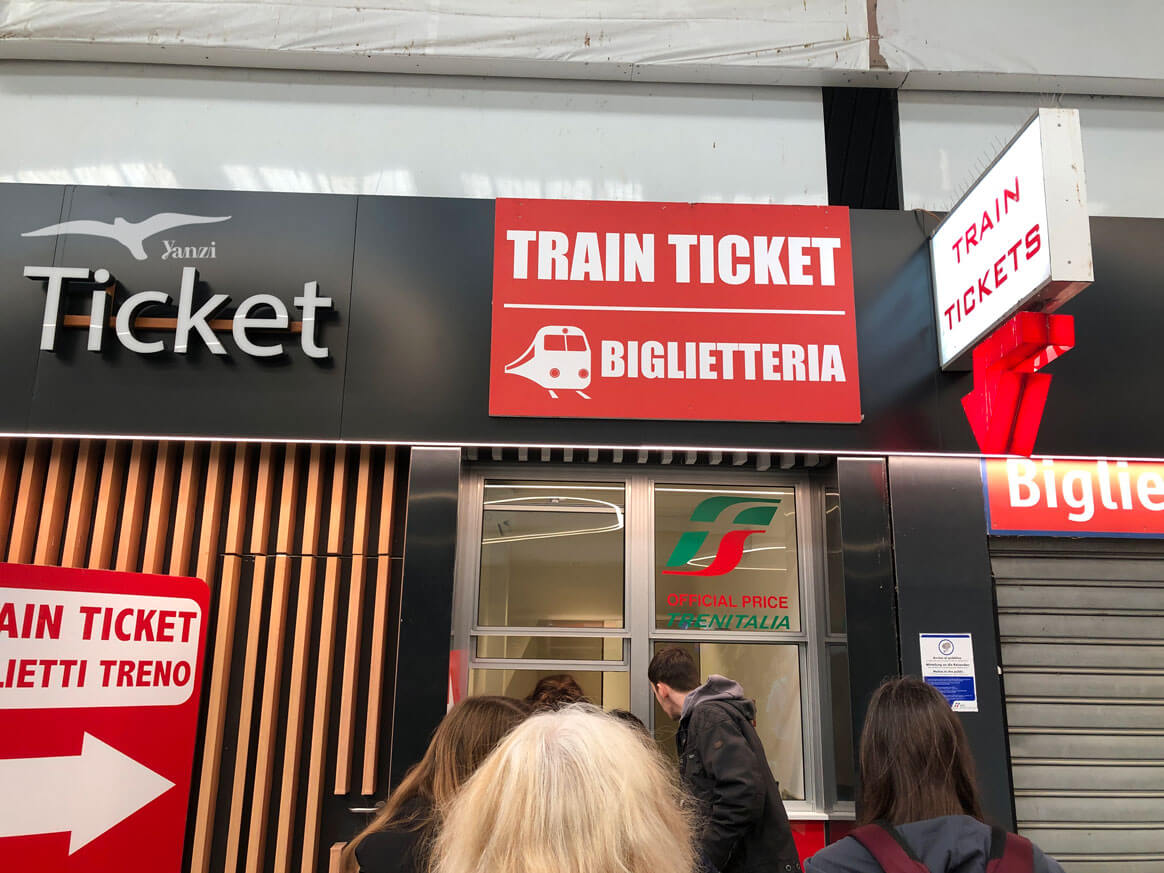 Yanzi
Ticket
TRAIN TICKET
BIGLIETTERIA
TRAIN
TICKETS
Biglie
OFFICIAL PRICE
TRENITALIA
AIN TICKET
LIETTI TRENO